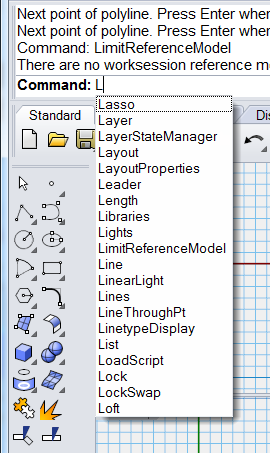 Next point of polyline. Press Enter when
Next point of polyline. Press Enter when
Command: LimitReferenceModel
There are no worksession reference m
Command: L
Standard
Di
Lasso
Layer
LayerStateManager
Layout
LayoutProperties
Leader
Length
Libraries
Lights
LimitReferenceModel
Line
LinearLight
Lines
LineThroughPt
LinetypeDisplay
List
LoadScript
Lock
LockSwap
Loft